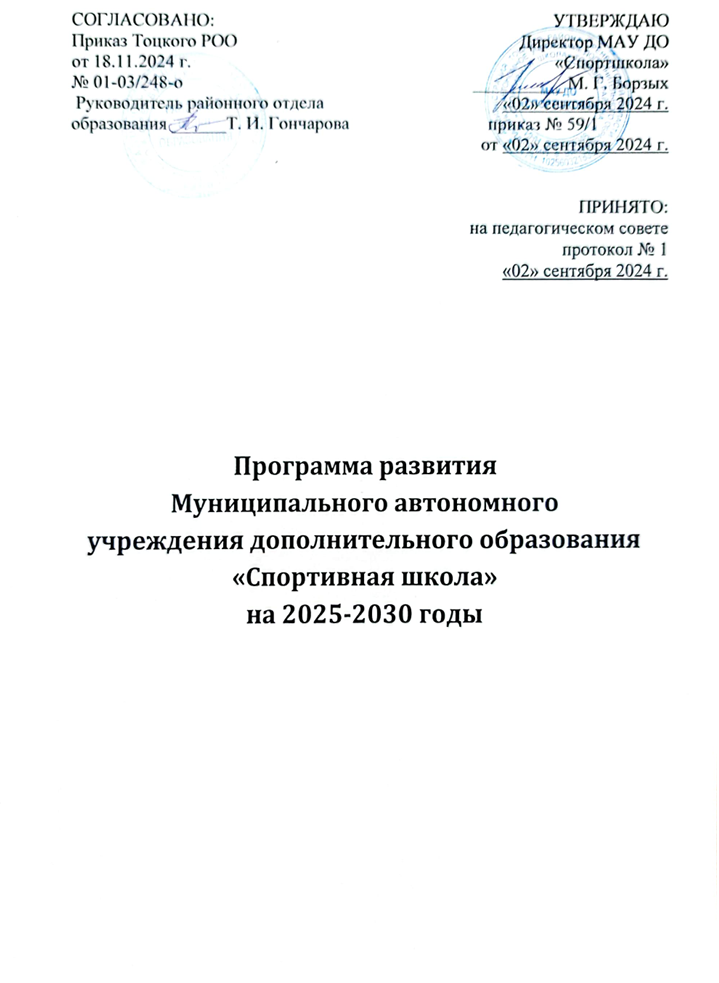 СОГЛАСОВАНО:
Приказ Тоцкого РОО
от 18.11.2024 г.
№ 01-03/248-о
Руководитель районного отдела
образования Т. И. Гончарова
УТВЕРЖДАЮ
Директор МАУ ДО
«Спортшкола»
М. Г. Борзых
«02» сентября 2024 г.
приказ № 59/1
от «02» сентября 2024 г.
ПРИНЯТО:
на педагогическом совете
протокол № 1
«02» сентября 2024 г.
Программа развития
Муниципального автономного
учреждения дополнительного образования
«Спортивная школа»
на 2025-2030 годы